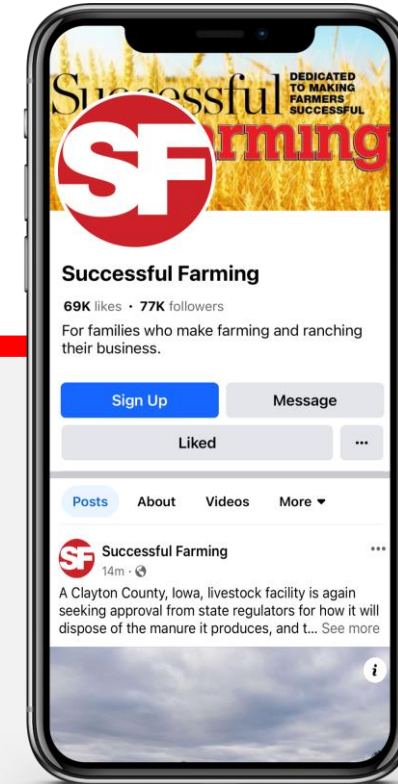 Successful
DEDICATED
TO MAKING
FARMERS
SUCCESSFUL
SF
Successful Farming
69K likes · 77K followers
For families who make farming and ranching
their business.
Sign Up
Message
Liked
Posts
About
Videos
More
SF
Successful Farming
14m
A Clayton County, Iowa, livestock facility is again
seeking approval from state regulators for how it will
dispose of the manure it produces, and t... See more
i